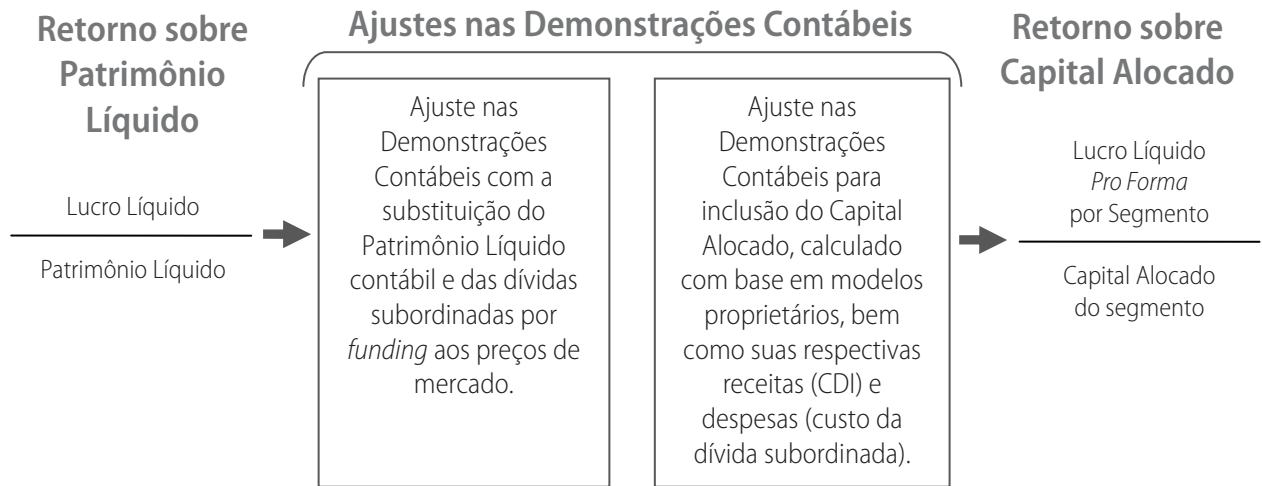 Retorno sobre
Patrimônio
Líquido
Lucro Líquido
Patrimônio Líquido
Ajustes nas Demonstrações Contábeis
Ajuste nas
Demonstrações
Contábeis com a
substituição do
Patrimônio Líquido
contábil e das dívidas
subordinadas por
funding aos preços de
mercado.
Ajuste nas
Demonstrações
Contábeis para
inclusão do Capital
Alocado, calculado
com base em modelos
proprietários, bem
como suas respectivas
receitas (CDI) e
despesas (custo da
dívida subordinada).
Retorno sobre
Capital Alocado
Lucro Líquido
Pro Forma
por Segmento
Capital Alocado
do segmento